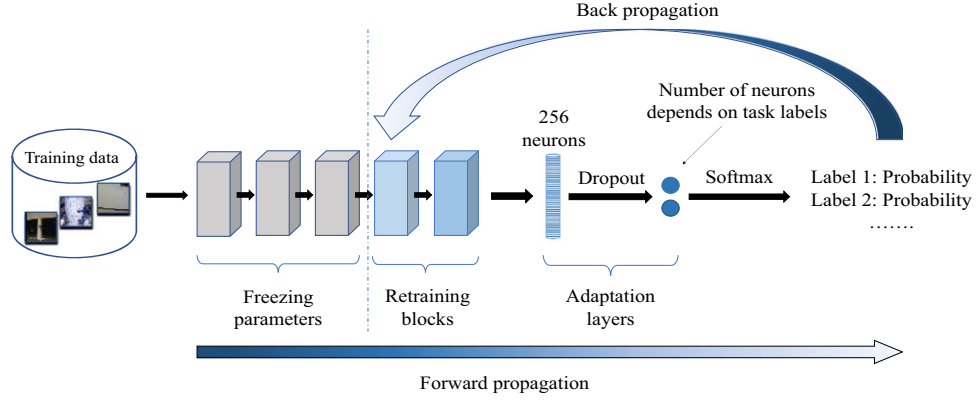 Back propagation
Number of neurons
depends on task labels
256
neurons
Training data
Dropout
Softmax
Label 1: Probability
Label 2: Probability
…….
Freezing
parameters
Retraining
blocks
Adaptation
layers
Forward propagation